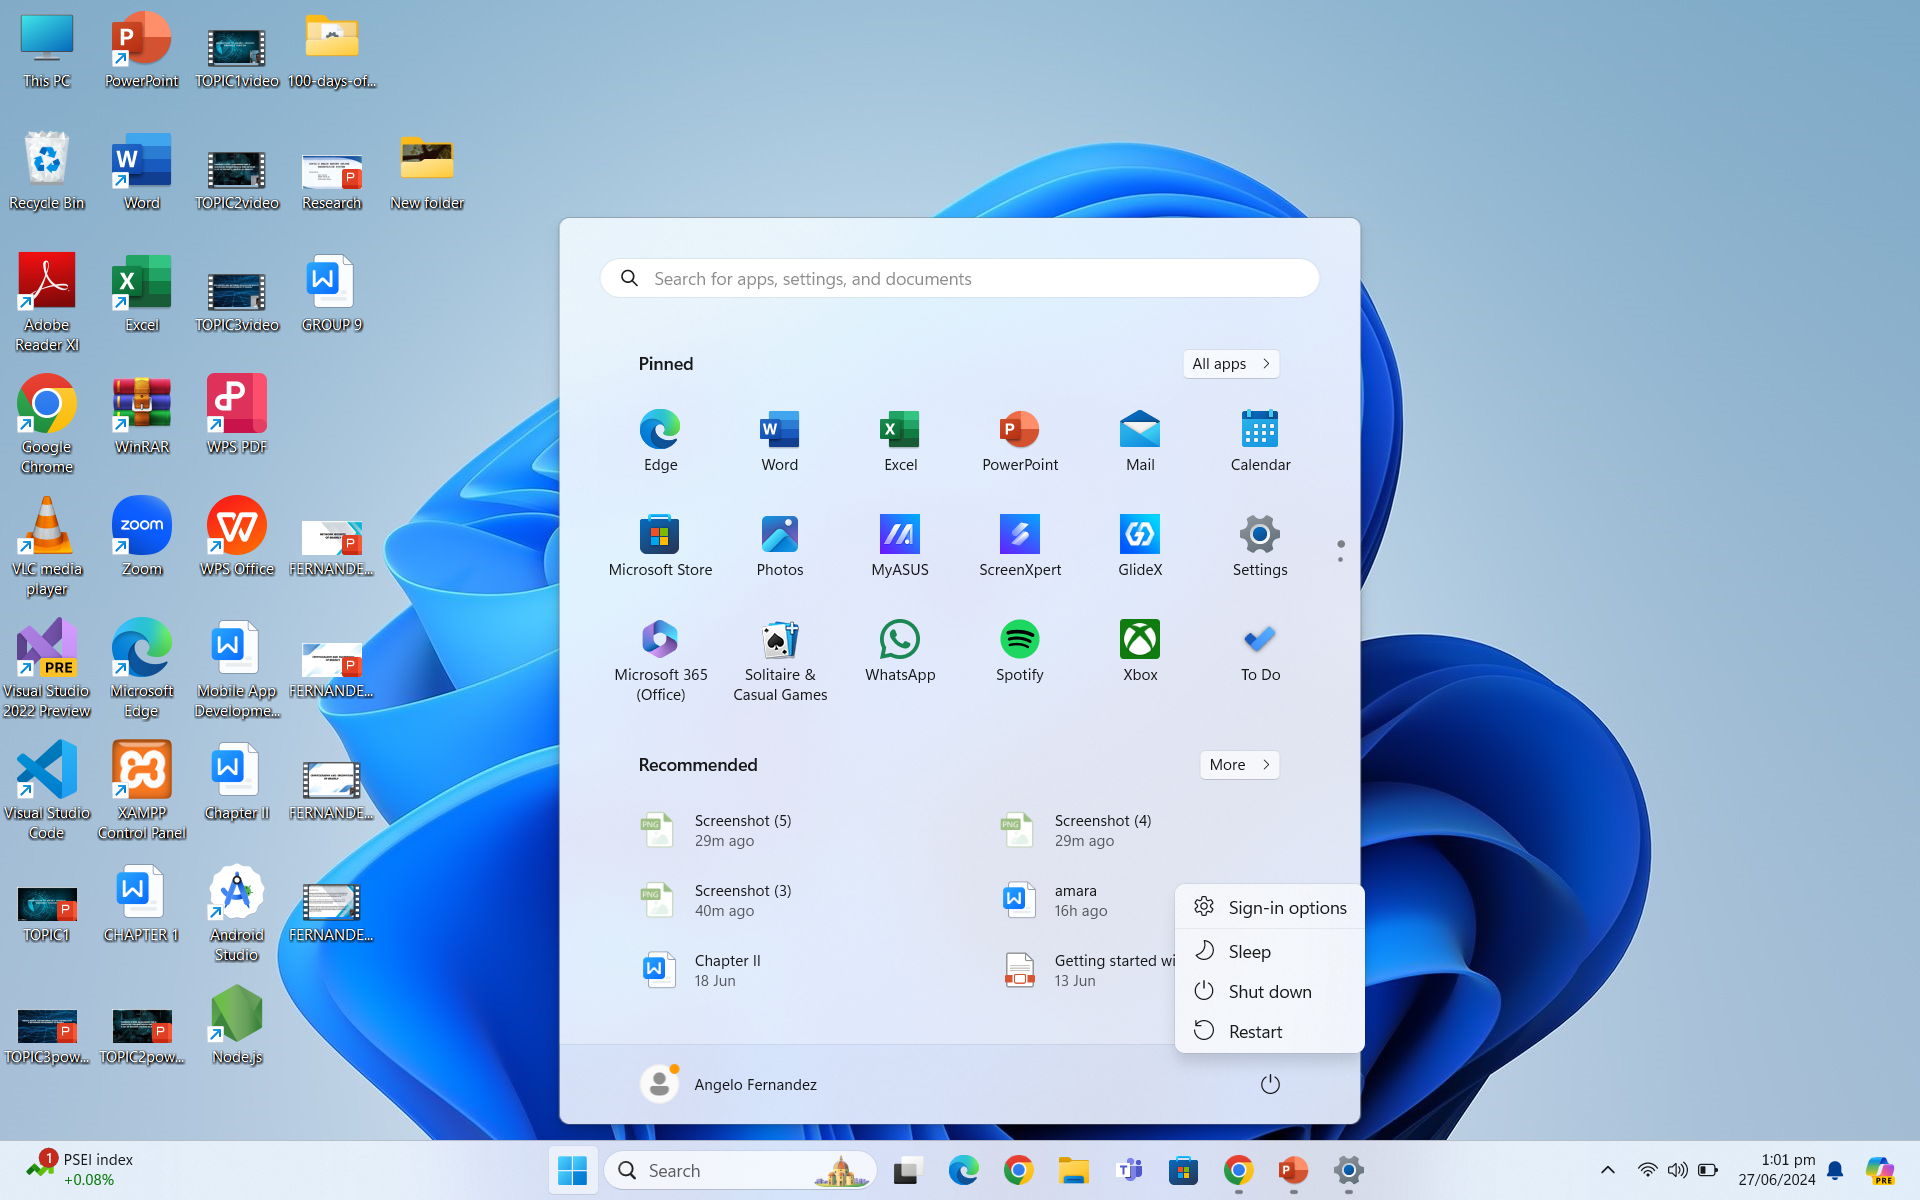 This PC
PowerPoint
TOPIC1video
100-days-of...
Recycle Bin
Word
TOPIC2video
Research
New folder
Adobe
Reader XI
Excel
TOPIC3video
GROUP 9
Google
Chrome
WinRAR
WPS PDF
VLC media
player
zoom
Zoom
WPS Office
FERNANDE...
PRE
Visual Studio
2022 Preview
Microsoft
Edge
Mobile App
Developme...
FERNANDE...
Visual Studio
Code
XAMPP
Control Panel
Chapter II
FERNANDE...
TOPIC1
CHAPTER 1
Android
Studio
FERNANDE...
TOPIC3pow...
TOPIC2pow...
Node.js
Search for apps, settings, and documents
Pinned
All apps
Edge
Word
Excel
PowerPoint
Mail
Calendar
Microsoft Store
Photos
MyASUS
ScreenXpert
GlideX
Settings
Microsoft 365
(Office)
Solitaire &
Casual Games
WhatsApp
Spotify
Xbox
To Do
Recommended
More
PNG
Screenshot (5)
29m ago
PNG
Screenshot (4)
29m ago
PNG
Screenshot (3)
40m ago
amara
16h ago
Chapter II
18 Jun
Getting started wi
13 Jun
Sign-in options
Sleep
Shut down
Restart
Angelo Fernandez
1
PSEI index
+0.08%
Search
1:01 pm
27/06/2024
PRE